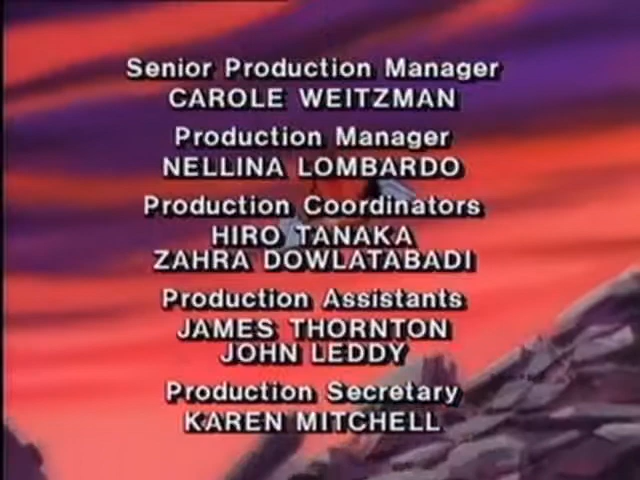 Senior Production Manager
CAROLE WEITZMAN
Production Manager
NELLINA LOMBARDO
Production Coordinators
HIRO TANAKA
ZAHRA DOWLATABADI
Production Assistants
JAMES THORNTON
JOHN LEDDY
Production Secretary
KAREN MITCHELL